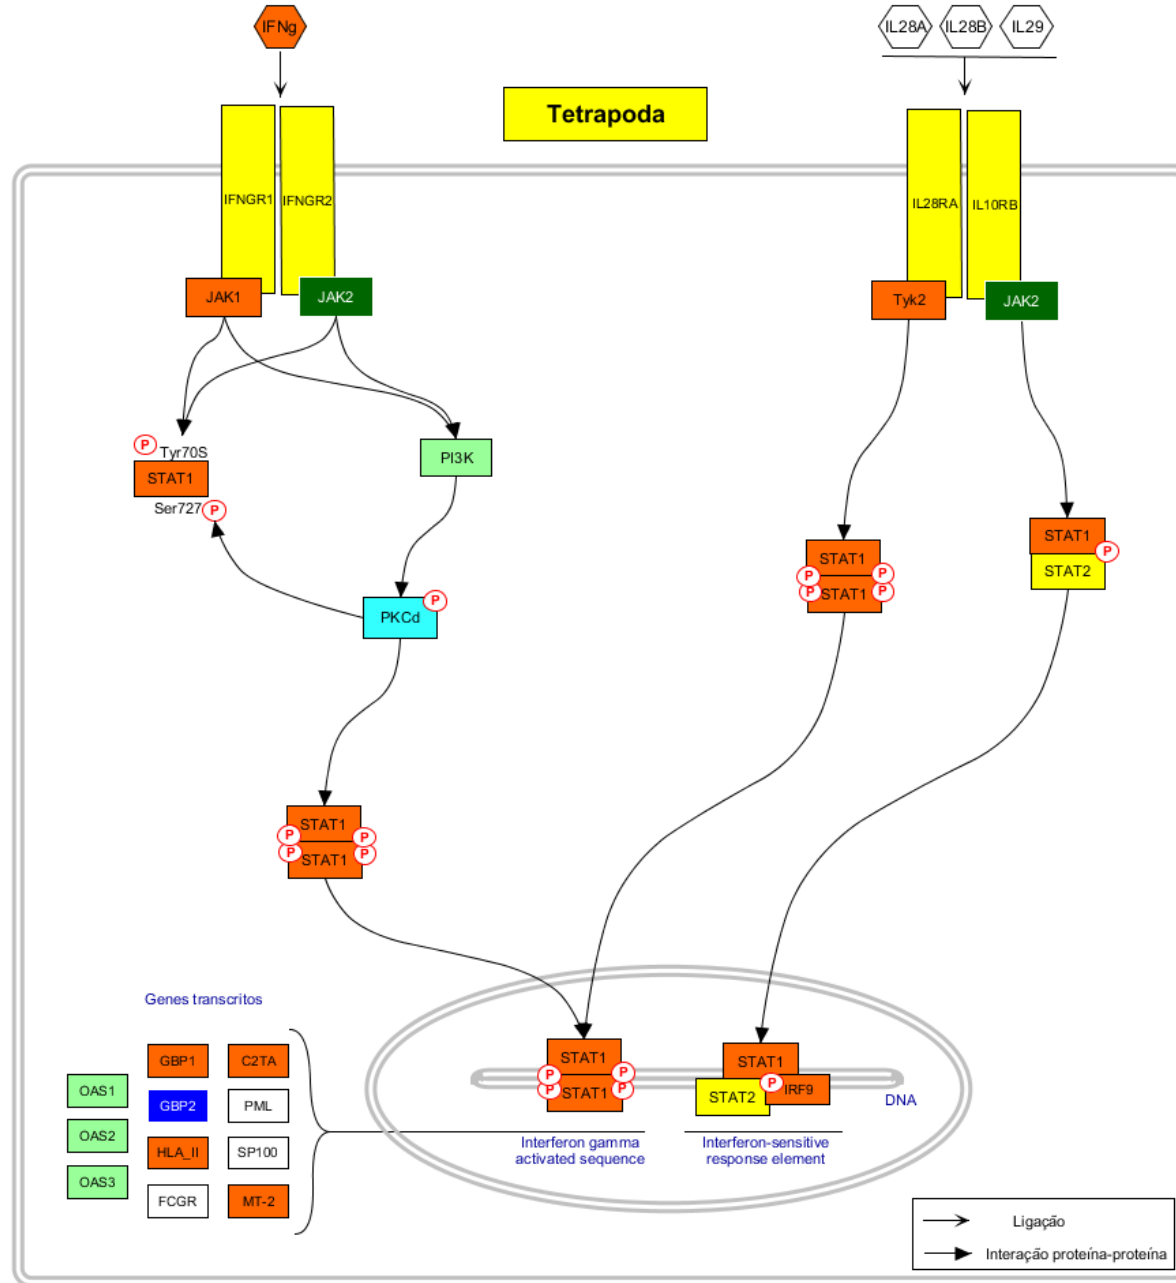 IFNg
IL28A
IL28B
IL29
Tetrapoda
IFNGR1
IFNGR2
IL28RA
IL10RB
JAK1
JAK2
Tyk2
JAK2
P
Tyr70S
STAT1
Ser727
P
PI3K
PKCd
P
STAT1
P
P
P
STAT1
P
STAT1
P
STAT2
STAT1
P
P
P
STAT1
P
Genes transcritos
OAS1
OAS2
OAS3
GBP1
GBP2
HLA_II
FCGR
C2TA
PML
SP100
MT-2
STAT1
P
P
P
STAT1
P
STAT1
P
STAT2
IRF9
DNA
Interferon gamma
activated sequence
Interferon-sensitive
response element
Ligação
Interação proteína-proteína